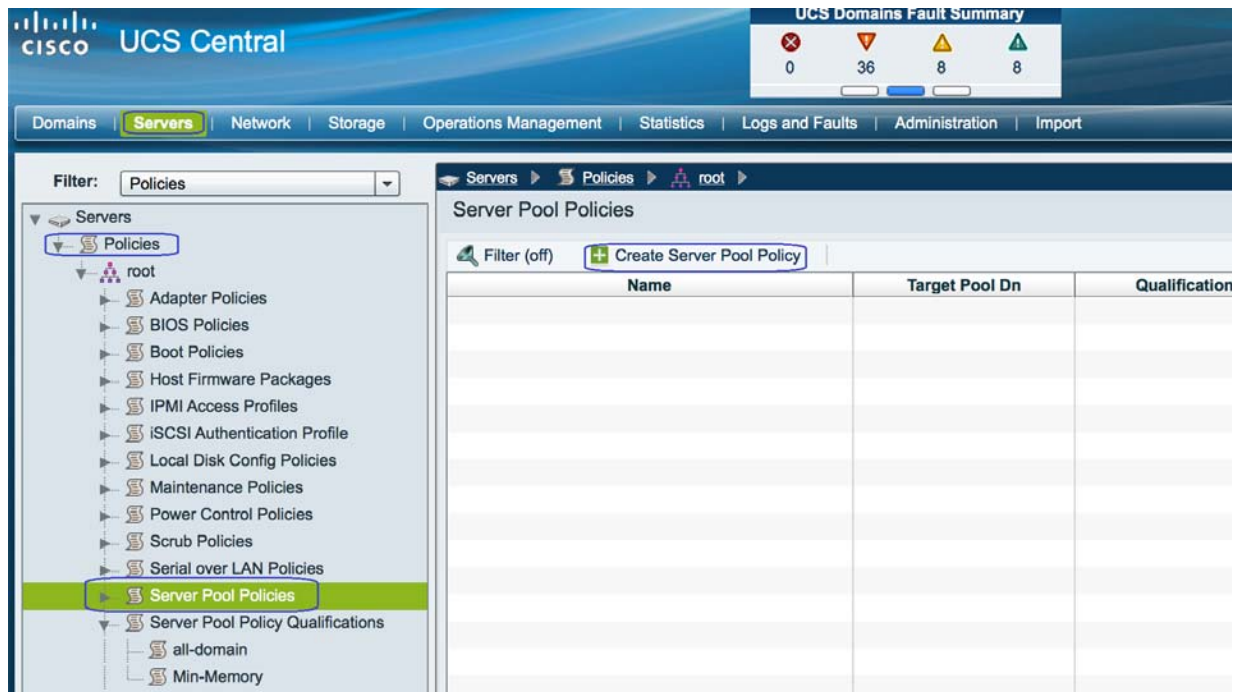 UCS Domains Fault Summary
CISCO UCS Central
0 36 8 8
Domains | Servers | Network | Storage | Operations Management | Statistics | Logs and Faults | Administration | Import
Filter: Policies
Servers
Policies
root
Adapter Policies
BIOS Policies
Boot Policies
Host Firmware Packages
IPMI Access Profiles
iSCSI Authentication Profile
Local Disk Config Policies
Maintenance Policies
Power Control Policies
Scrub Policies
Serial over LAN Policies
Server Pool Policies
Server Pool Policy Qualifications
all-domain
Min-Memory
Servers Policies root
Server Pool Policies
Filter (off) Create Server Pool Policy
Name Target Pool Dn Qualification